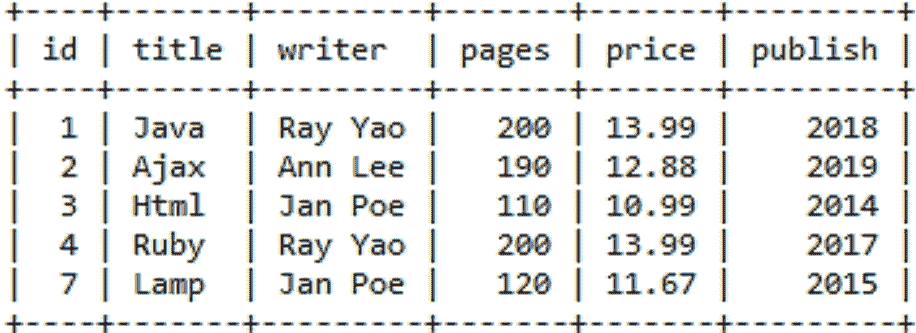 +----+-------+---------+-------+-------+---------+
| id | title | writer  | pages | price | publish |
+----+-------+---------+-------+-------+---------+
|  1 | Java  | Ray Yao |   200 | 13.99 |    2018 |
|  2 | Ajax  | Ann Lee |   190 | 12.88 |    2019 |
|  3 | Html  | Jan Poe |   110 | 10.99 |    2014 |
|  4 | Ruby  | Ray Yao |   200 | 13.99 |    2017 |
|  7 | Lamp  | Jan Poe |   120 | 11.67 |    2015 |
+----+-------+---------+-------+-------+---------+